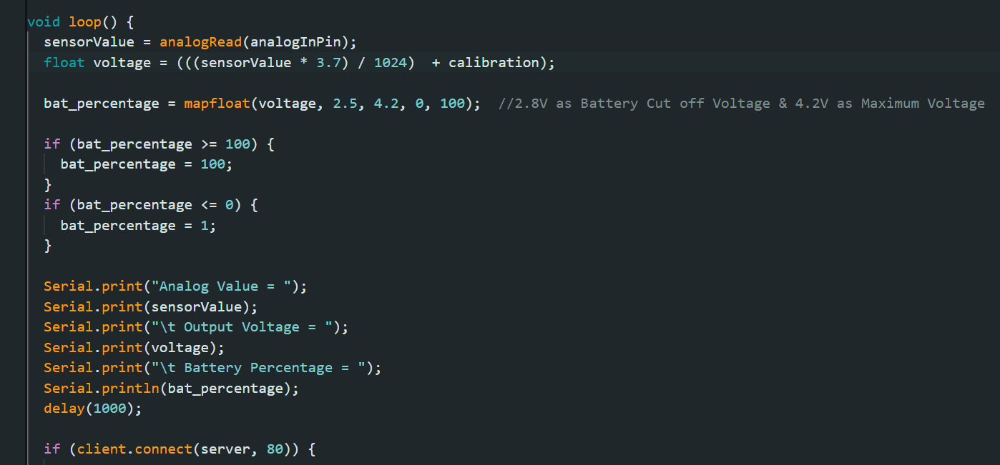 void loop() {
  sensorValue = analogRead(analogInPin);
  float voltage = (((sensorValue * 3.7) / 1024)  + calibration);

  bat_percentage = mapfloat(voltage, 2.5, 4.2, 0, 100);  //2.8V as Battery Cut off Voltage & 4.2V as Maximum Voltage

  if (bat_percentage >= 100) {
    bat_percentage = 100;
  }
  if (bat_percentage <= 0) {
    bat_percentage = 1;
  }

  Serial.print("Analog Value = ");
  Serial.print(sensorValue);
  Serial.print("\t Output Voltage = ");
  Serial.print(voltage);
  Serial.print("\t Battery Percentage = ");
  Serial.println(bat_percentage);
  delay(1000);

  if (client.connect(server, 80)) {